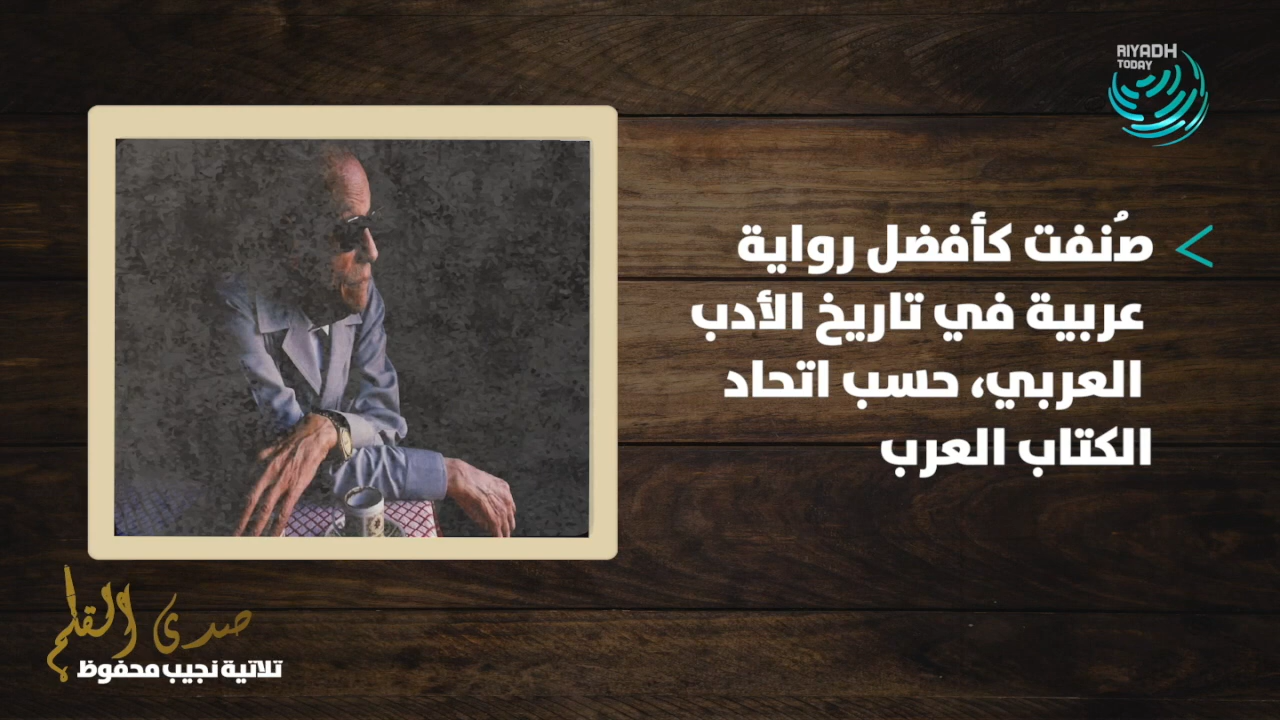 RIYADH
TODAY
صُنفت كأفضل رواية
عربية في تاريخ الأدب
العربي، حسب اتحاد
الكتاب العرب
صدى القلم
ثلاثية نجيب محفوظ